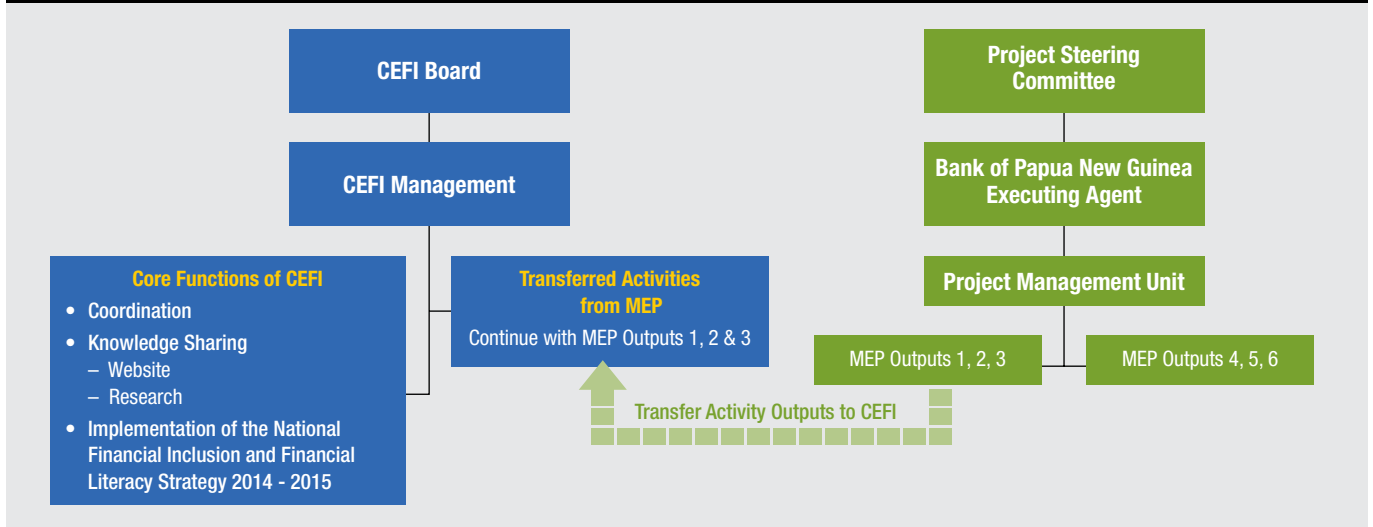 CEFI Board
CEFI Management
Core Functions of CEFI
• Coordination
• Knowledge Sharing
– Website
– Research
• Implementation of the National
Financial Inclusion and Financial
Literacy Strategy 2014 - 2015
Transferred Activities
from MEP
Continue with MEP Outputs 1, 2 & 3
Project Steering
Committee
Bank of Papua New Guinea
Executing Agent
Project Management Unit
MEP Outputs 1, 2, 3
MEP Outputs 4, 5, 6
Transfer Activity Outputs to CEFI